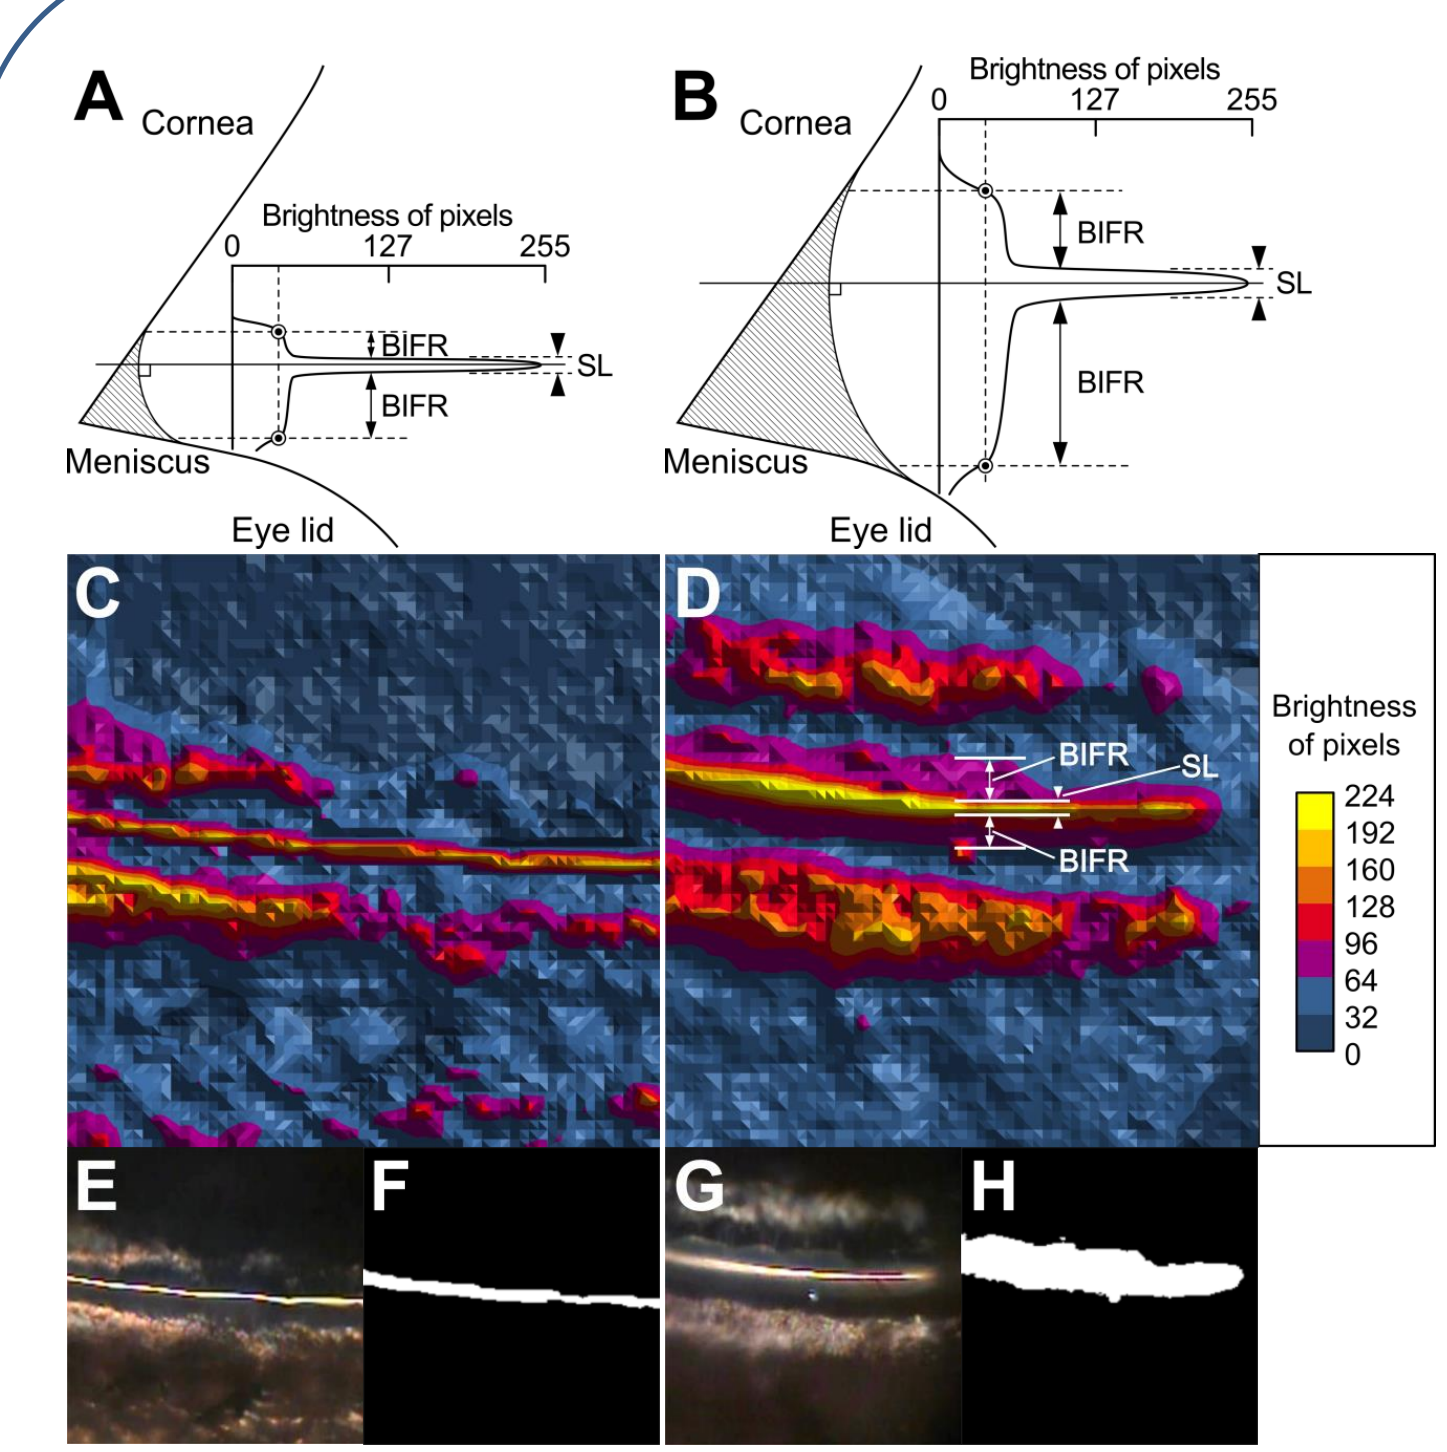 A
Cornea
Brightness of pixels
0 127 255
BIFR
SL
BIFR
Meniscus
Eye lid
B
Cornea
Brightness of pixels
0 127 255
BIFR
SL
BIFR
Meniscus
Eye lid
C
D
BIFR
SL
BIFR
Brightness
of pixels
224
192
160
128
96
64
32
0
E
F
G
H